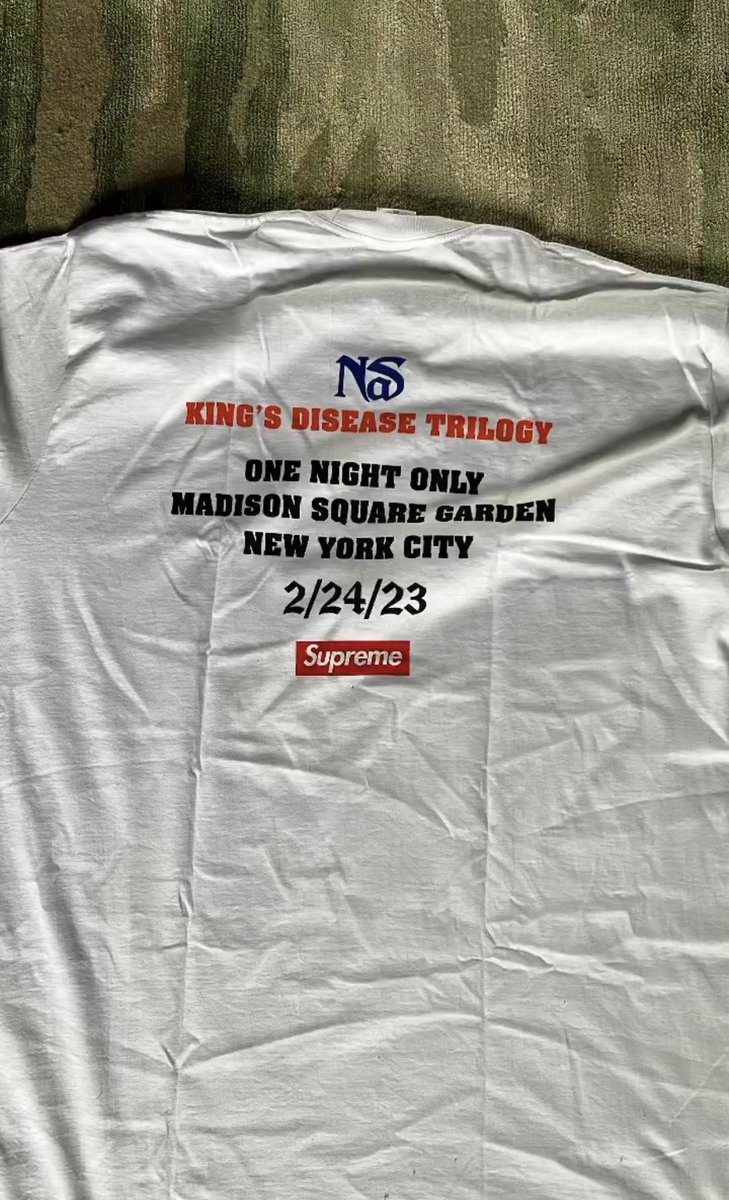 NaS
KING'S DISEASE TRILOGY
ONE NIGHT ONLY
MADISON SQUARE GARDEN
NEW YORK CITY
2/24/23
Supreme